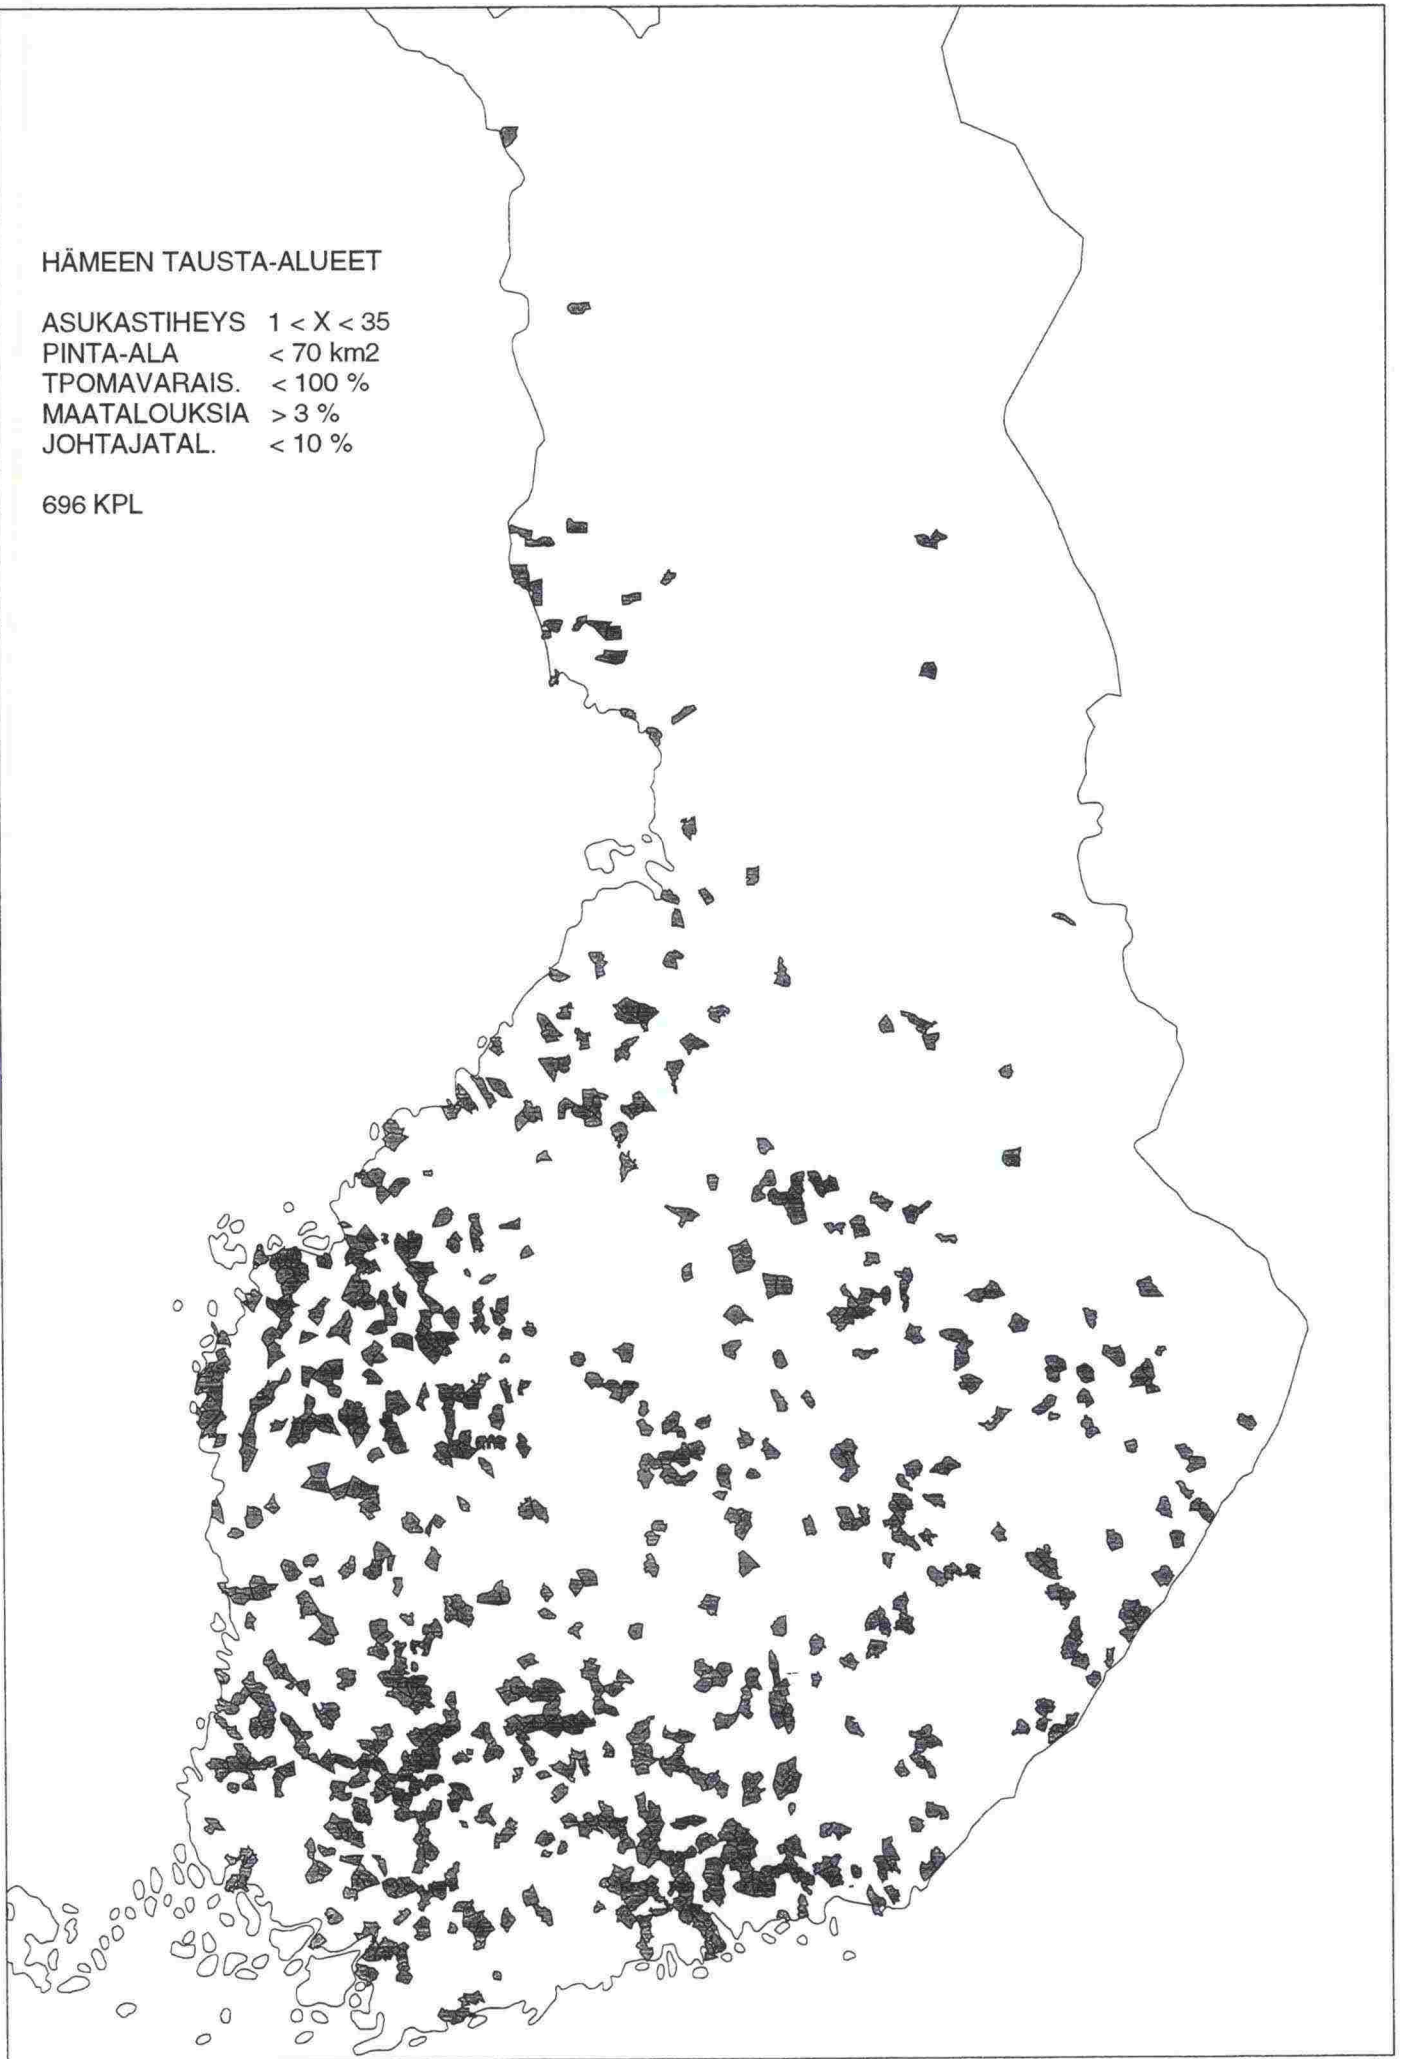 HÄMEEN TAUSTA-ALUEET
ASUKASTIHEYS 1 < X < 35
PINTA-ALA < 70 km2
TPOMAVARAIS. < 100 %
MAATALOUKSIA > 3 %
JOHTAJATAL. < 10 %
696 KPL